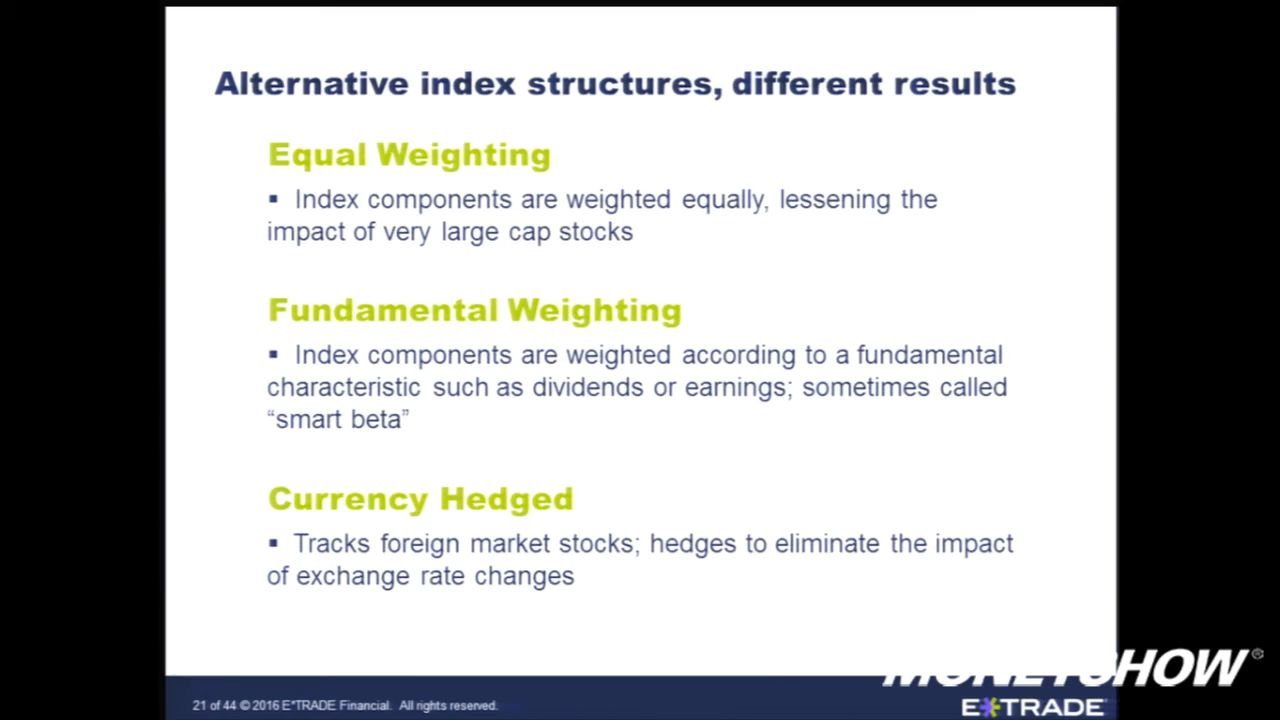 Alternative index structures, different results
Equal Weighting
▪ Index components are weighted equally, lessening the
impact of very large cap stocks
Fundamental Weighting
▪ Index components are weighted according to a fundamental
characteristic such as dividends or earnings; sometimes called
“smart beta”
Currency Hedged
▪ Tracks foreign market stocks; hedges to eliminate the impact
of exchange rate changes
MONEYSHOW®
21 of 44 © 2016 E*TRADE Financial. All rights reserved.
E*TRADE